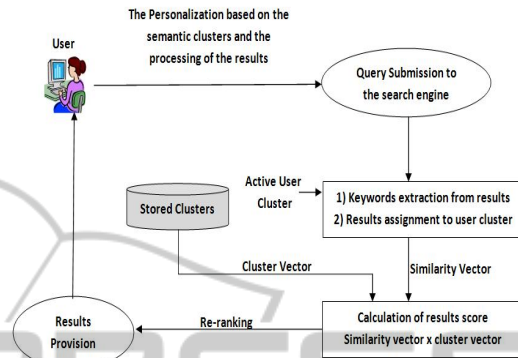 The Personalization based on the
semantic clusters and the
processing of the results
User
Query Submission to
the search engine
Active User
Cluster
1) Keywords extraction from results
2) Results assignment to user cluster
Stored Clusters
Cluster Vector
Similarity Vector
Results
Provision
Re-ranking
Calculation of results score
Similarity vector x cluster vector